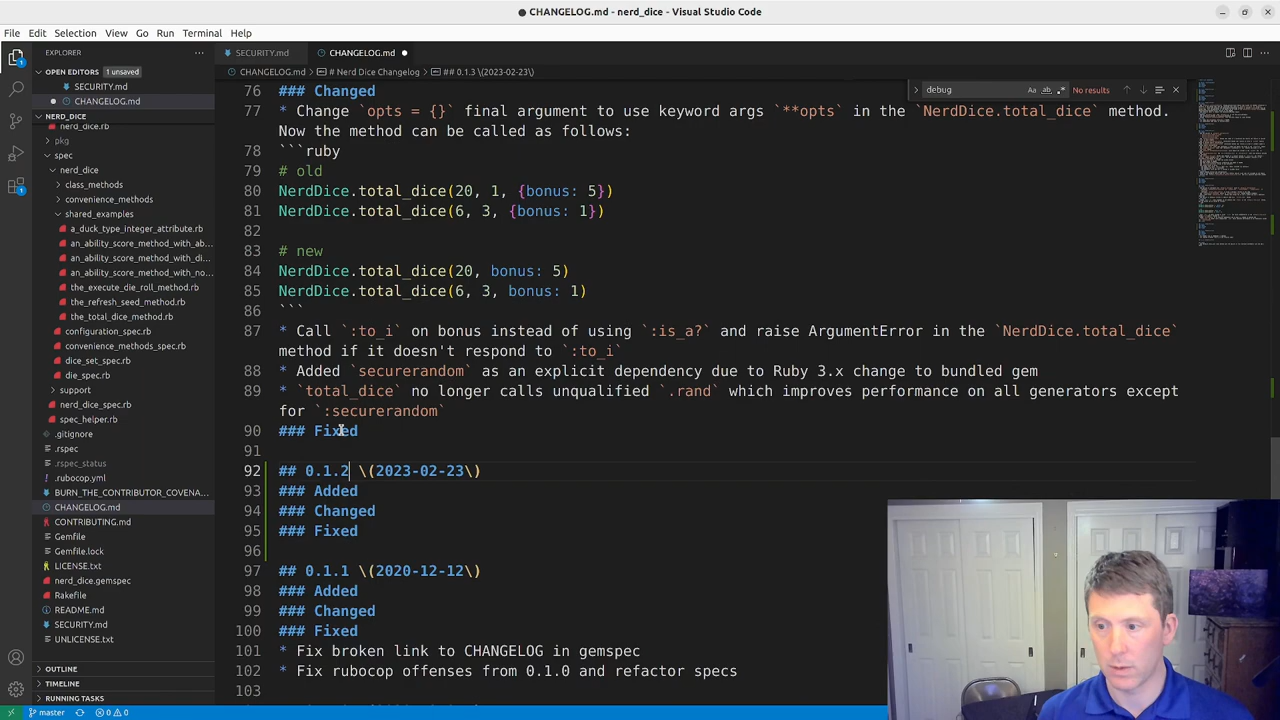 CHANGELOG.md - nerd_dice - Visual Studio Code
File Edit Selection View Go Run Terminal Help
EXPLORER
SECURITY.md CHANGELOG.md
OPEN EDITORS 1 unsaved
CHANGELOG.md > # Nerd Dice Changelog > ## 0.1.3 \(2023-02-23\)
SECURITY.md
CHANGELOG.md
debug
Aa ab .*
No results
NERD_DICE
nerd_dice.rb
pkg
spec
nerd_dice
class_methods
convenience_methods
shared_examples
a_duck_type_integer_attribute.rb
an_ability_score_method_with_ab...
an_ability_score_method_with_di...
an_ability_score_method_with_no...
the_execute_die_roll_method.rb
the_refresh_seed_method.rb
the_total_dice_method.rb
configuration_spec.rb
convenience_methods_spec.rb
dice_set_spec.rb
die_spec.rb
support
nerd_dice_spec.rb
spec_helper.rb
.gitignore
.rspec
.rspec_status
.rubocop.yml
BURN_THE_CONTRIBUTOR_COVENA...
CHANGELOG.md
CONTRIBUTING.md
Gemfile
Gemfile.lock
LICENSE.txt
nerd_dice.gemspec
Rakefile
README.md
SECURITY.md
UNLICENSE.txt
OUTLINE
TIMELINE
RUNNING TASKS
76 ### Changed
77 * Change `opts = {}` final argument to use keyword args `**opts` in the `NerdDice.total_dice` method.
Now the method can be called as follows:
78 ```ruby
79 # old
80 NerdDice.total_dice(20, 1, {bonus: 5})
81 NerdDice.total_dice(6, 3, {bonus: 1})
82
83 # new
84 NerdDice.total_dice(20, bonus: 5)
85 NerdDice.total_dice(6, 3, bonus: 1)
86 ```
87 * Call `:to_i` on bonus instead of using `:is_a?` and raise ArgumentError in the `NerdDice.total_dice`
method if it doesn't respond to `:to_i`
88 * Added `securerandom` as an explicit dependency due to Ruby 3.x change to bundled gem
89 * `total_dice` no longer calls unqualified `.rand` which improves performance on all generators except
for `:securerandom`
90 ### Fixed
91
92 ## 0.1.2 \(2023-02-23\)
93 ### Added
94 ### Changed
95 ### Fixed
96
97 ## 0.1.1 \(2020-12-12\)
98 ### Added
99 ### Changed
100 ### Fixed
101 * Fix broken link to CHANGELOG in gemspec
102 * Fix rubocop offenses from 0.1.0 and refactor specs
103
master 0 0